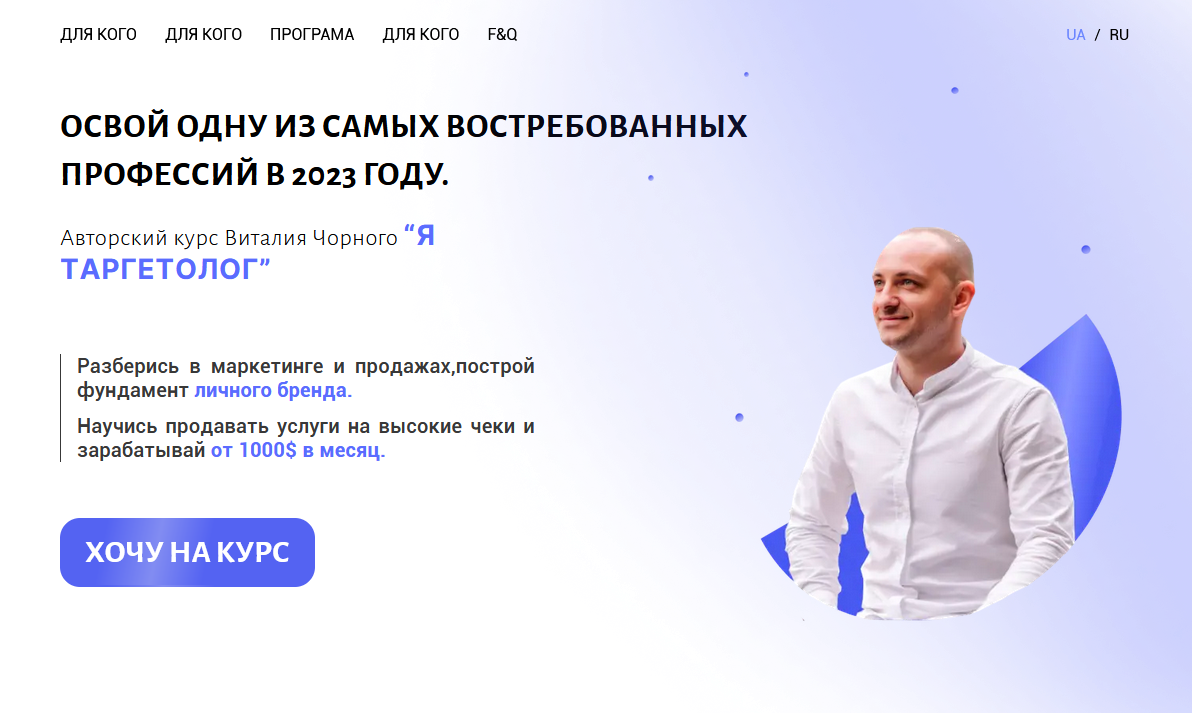 ДЛЯ КОГО ДЛЯ КОГО ПРОГРАМА ДЛЯ КОГО F&Q UA / RU
ОСВОЙ ОДНУ ИЗ САМЫХ ВОСТРЕБОВАННЫХ
ПРОФЕССИЙ В 2023 ГОДУ.
Авторский курс Виталия Чорного “Я
ТАРГЕТОЛОГ”
Разберись в маркетинге и продажах,построй
фундамент личного бренда.
Научись продавать услуги на высокие чеки и
зарабатывай от 1000$ в месяц.
ХОЧУ НА КУРС